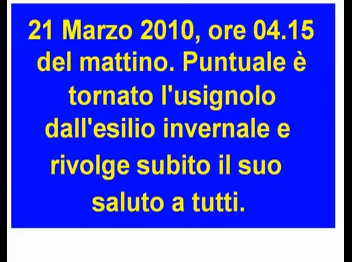 21 Marzo 2010, ore 04.15
del mattino. Puntuale è
tornato l'usignolo
dall'esilio invernale e
rivolge subito il suo
saluto a tutti.